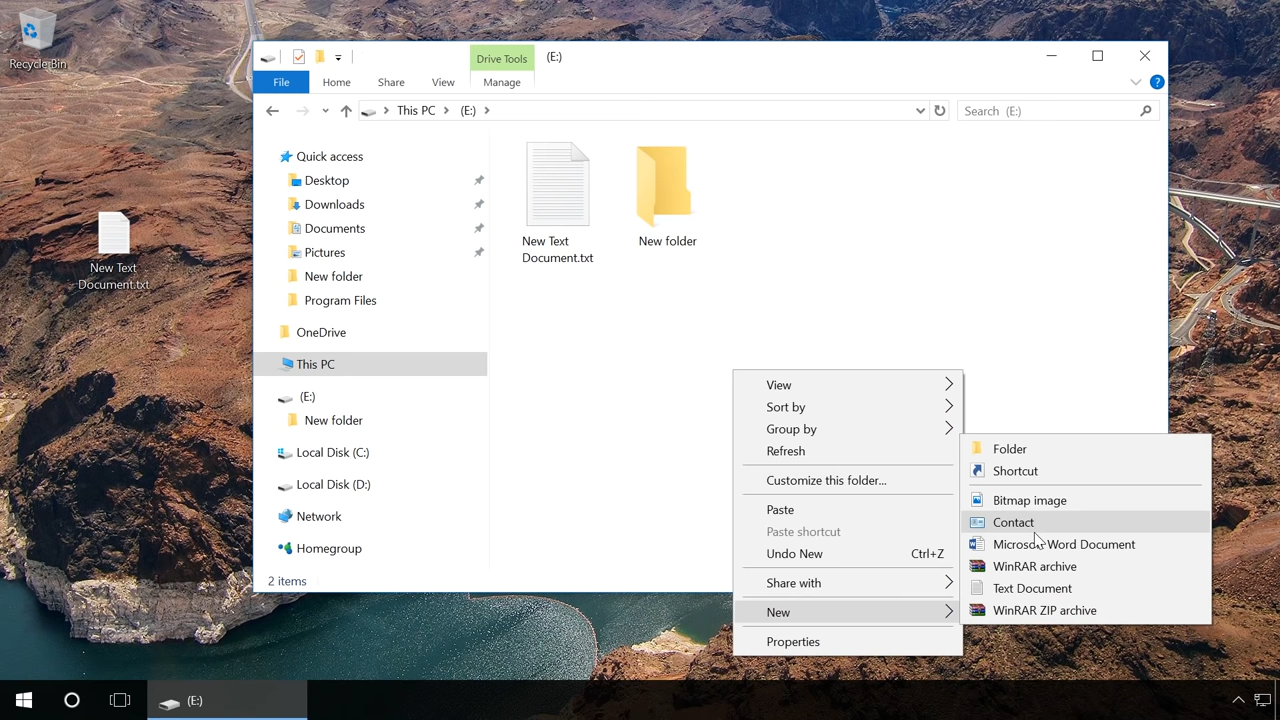 Recycle Bin
New Text
Document.txt
Drive Tools
(E:)
File
Home
Share
View
Manage
?
This PC
(E:)
Search (E:)
Quick access
Desktop
Downloads
Documents
Pictures
New folder
Program Files
OneDrive
This PC
(E:)
New folder
Local Disk (C:)
Local Disk (D:)
Network
Homegroup
2 items
New Text
Document.txt
New folder
View
Sort by
Group by
Refresh
Customize this folder...
Paste
Paste shortcut
Undo New Ctrl+Z
Share with
New
Properties
Folder
Shortcut
Bitmap image
Contact
Microsoft Word Document
WinRAR archive
Text Document
WinRAR ZIP archive
(E:)